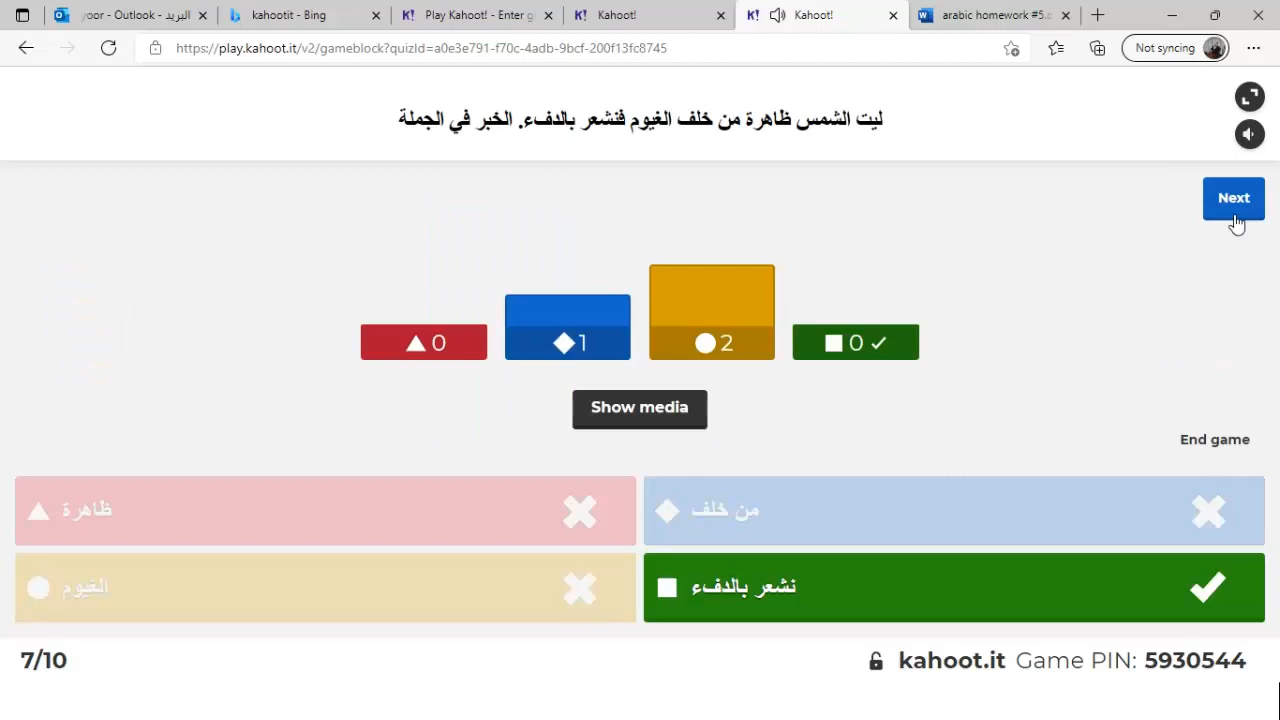 yoor - Outlook - البريد
kahootit - Bing
Play Kahoot! - Enter g
Kahoot!
Kahoot!
arabic homework #5.
https://play.kahoot.it/v2/gameblock?quizId=a0e3e791-f70c-4adb-9bcf-200f13fc8745
Not syncing
ليت الشمس ظاهرة من خلف الغيوم فنشعر بالدفء. الخبر في الجملة
Next
0
1
2
0
Show media
End game
ظاهرة
من خلف
الغيوم
نشعر بالدفء
7/10
kahoot.it Game PIN: 5930544